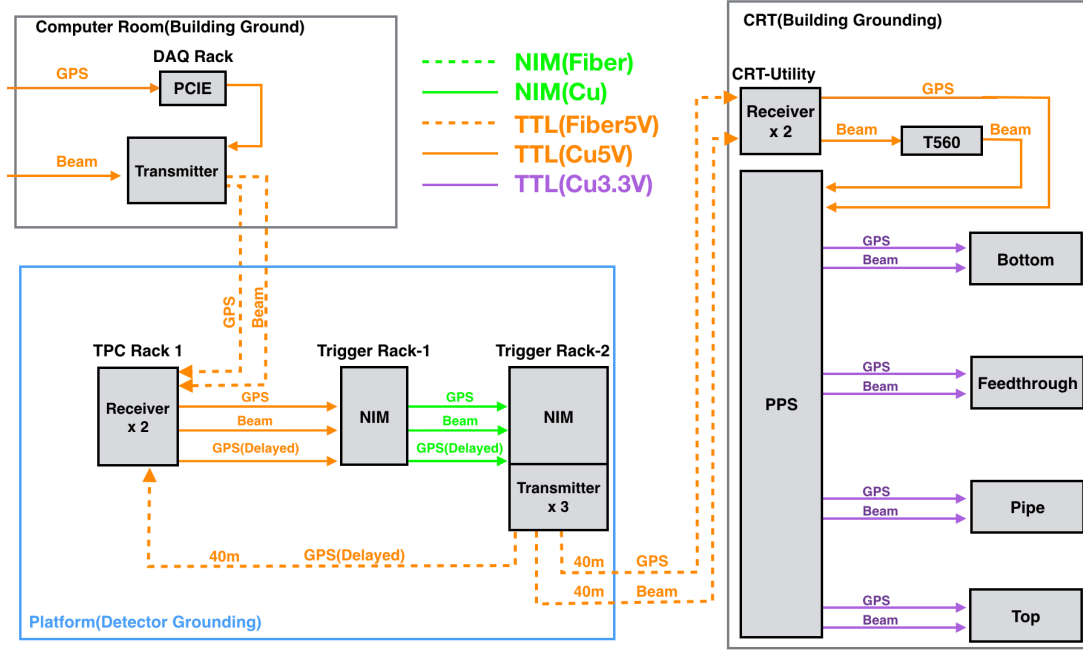 Computer Room(Building Ground)
DAQ Rack
GPS
PCIE
Beam
Transmitter
NIM(Fiber)
NIM(Cu)
TTL(Fiber5V)
TTL(Cu5V)
TTL(Cu3.3V)
GPS
Beam
CRT(Building Grounding)
CRT-Utility
Receiver
x 2
GPS
Beam
T560
Beam
PPS
GPS
Beam
Bottom
GPS
Beam
Feedthrough
GPS
Beam
Pipe
GPS
Beam
Top
TPC Rack 1
Trigger Rack-1
Trigger Rack-2
Receiver
x 2
GPS
Beam
GPS(Delayed)
NIM
GPS
Beam
GPS(Delayed)
NIM
Transmitter
x 3
40m
GPS(Delayed)
40m
GPS
40m
Beam
Platform(Detector Grounding)